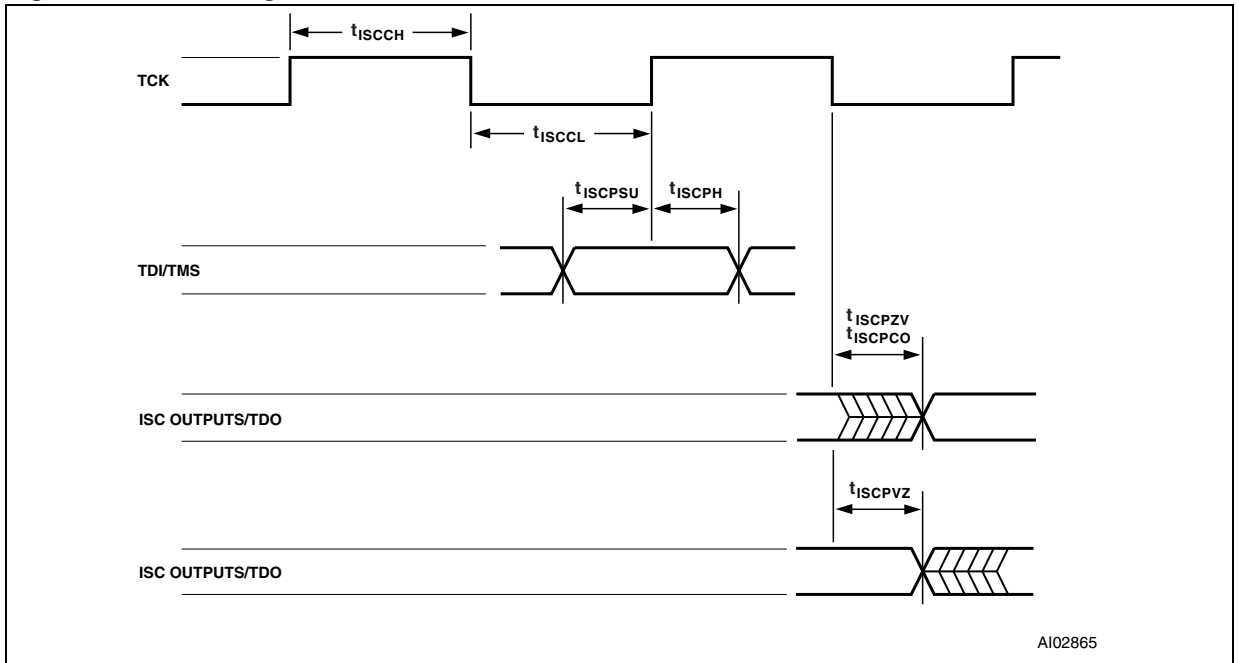 tISCCH
TCK
tISCCL
tISCPSU
tISCPH
TDI/TMS
tISCPZV
tISCPCO
ISC OUTPUTS/TDO
tISCPVZ
ISC OUTPUTS/TDO
AI02865